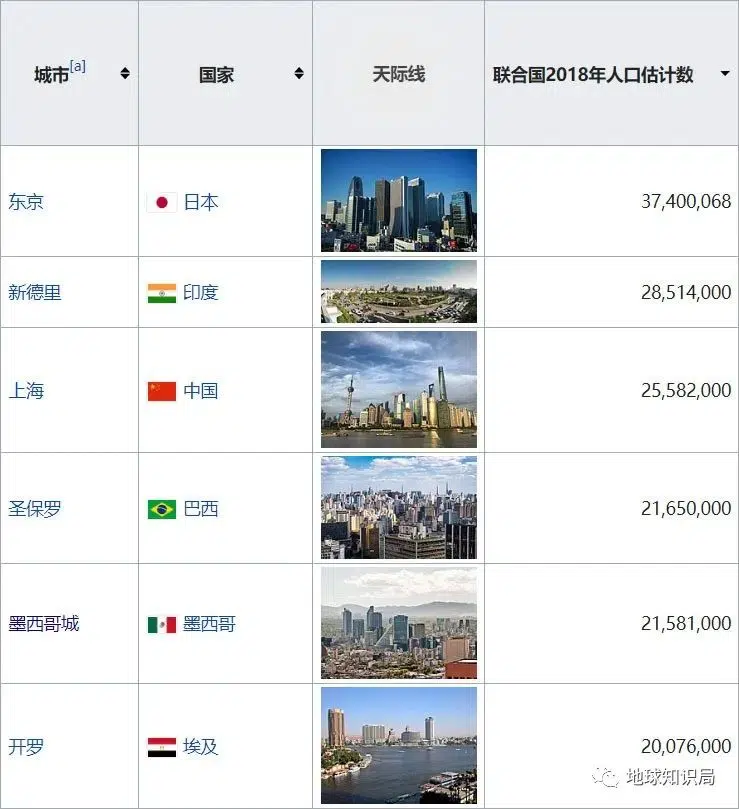 城市[a] 国家 天际线 联合国2018年人口估计数
东京 日本 37,400,068
新德里 印度 28,514,000
上海 中国 25,582,000
圣保罗 巴西 21,650,000
墨西哥城 墨西哥 21,581,000
开罗 埃及 20,076,000
地球知识局